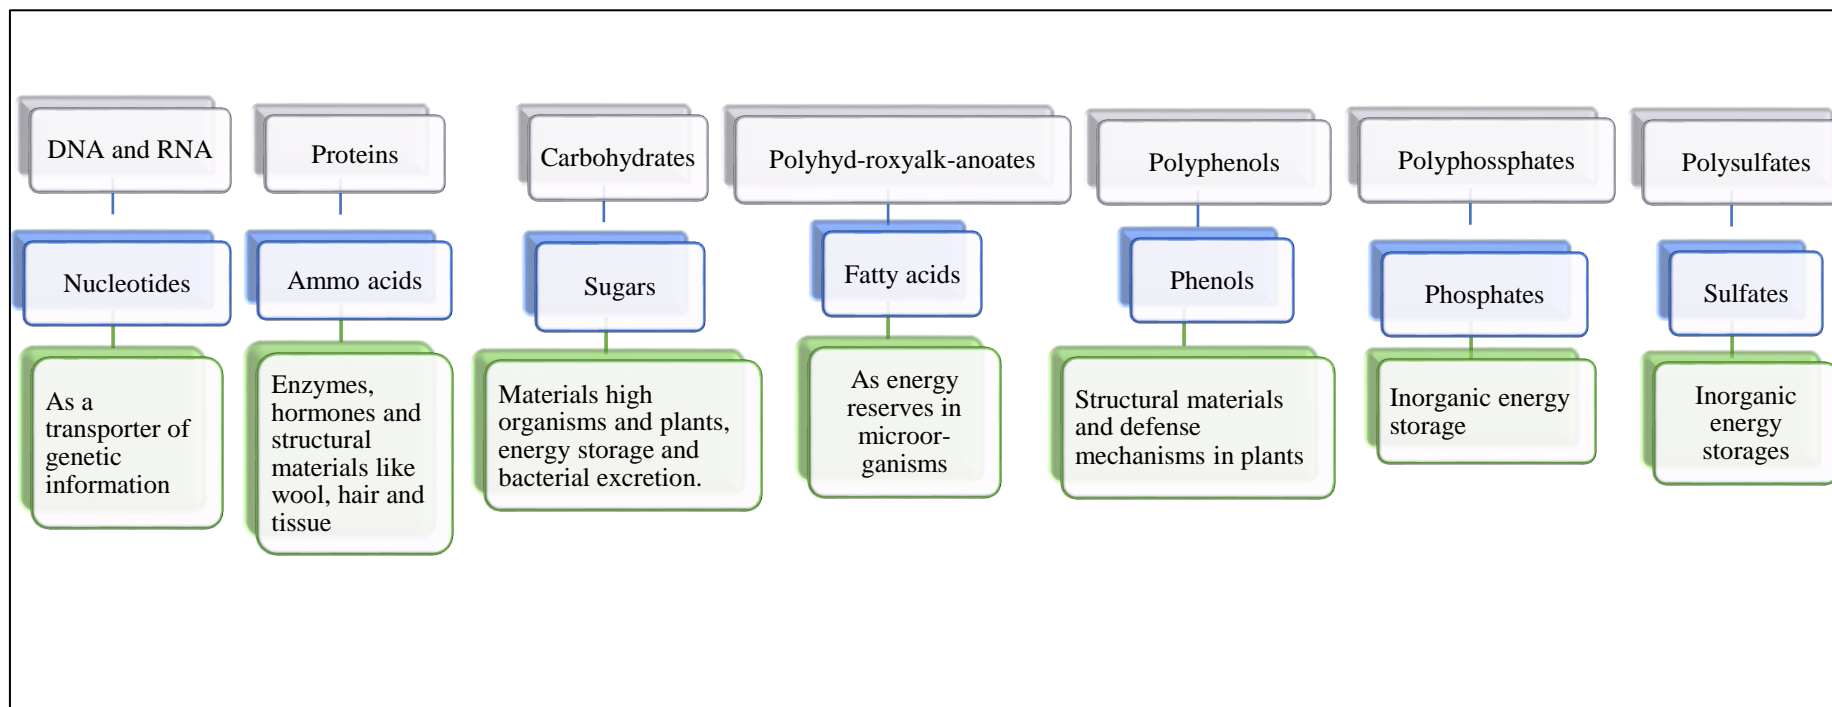 DNA and RNA
Proteins
Carbohydrates
Polyhyd-roxyalk-anoates
Polyphenols
Polyphossphates
Polysulfates
Nucleotides
Ammo acids
Sugars
Fatty acids
Phenols
Phosphates
Sulfates
As a
transporter of
genetic
information
Enzymes,
hormones and
structural
materials like
wool, hair and
tissue
Materials high
organisms and plants,
energy storage and
bacterial excretion.
As energy
reserves in
microor-
ganisms
Structural materials
and defense
mechanisms in plants
Inorganic energy
storage
Inorganic
energy
storages